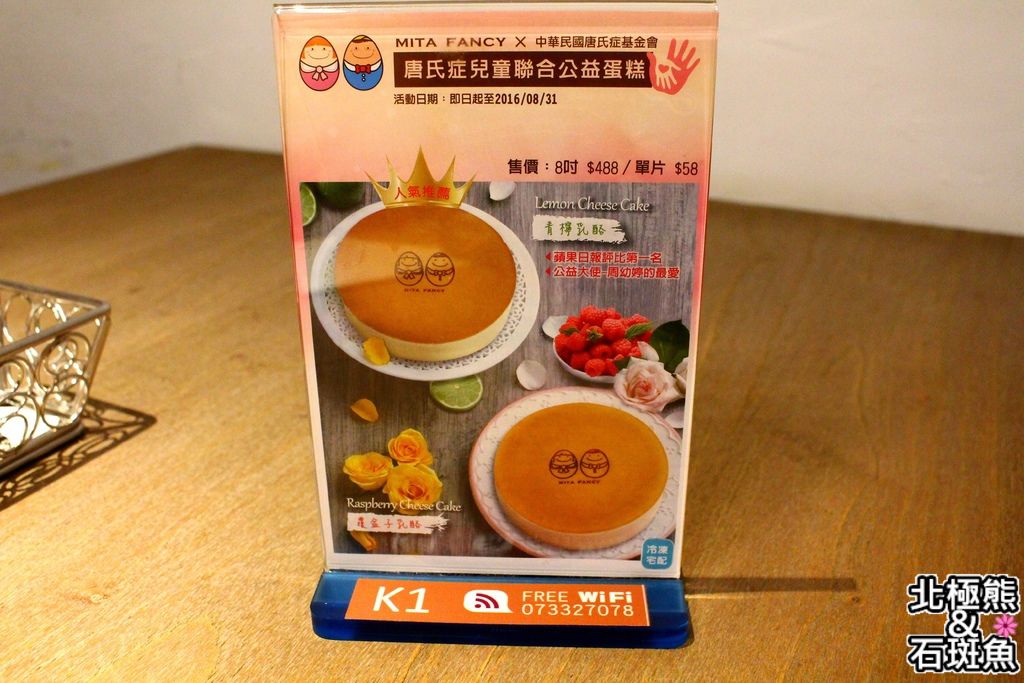 MITA FANCY × 中華民國唐氏症基金會
唐氏症兒童聯合公益蛋糕
活動日期：即日起至2016/08/31
售價：8吋 $488 / 單片 $58
人氣推薦
Lemon Cheese Cake
青檸乳酪
蘋果日報評比第一名
公益大使-周幼婷的最愛
MITA FANCY
MITA FANCY
Raspberry Cheese Cake
覆盆子乳酪
冷凍
宅配
K1
FREE WiFi
073327078
北極熊
&
石斑魚